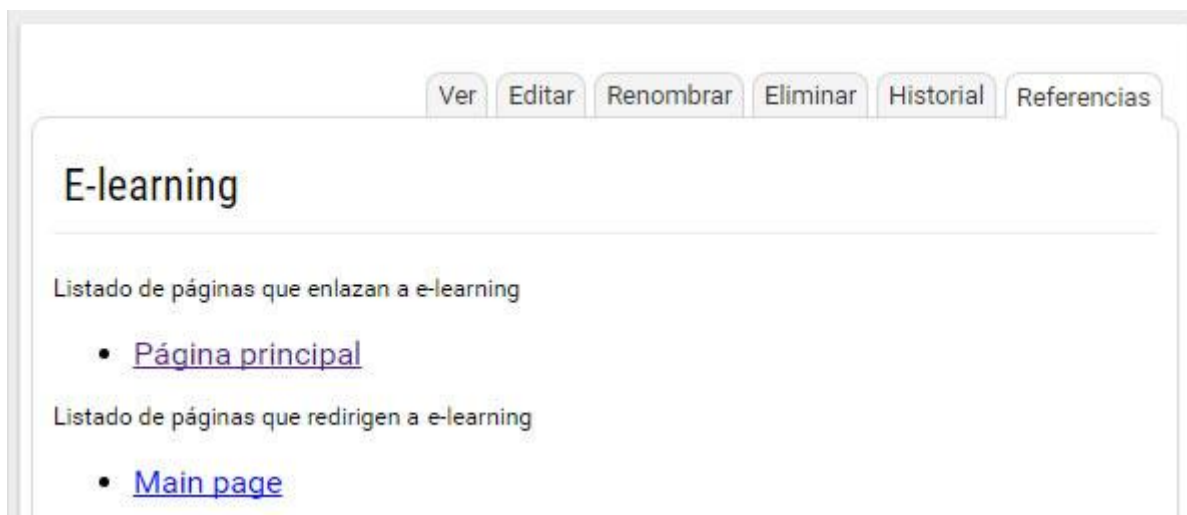 Ver Editar Renombrar Eliminar Historial Referencias
E-learning
Listado de páginas que enlazan a e-learning
Página principal
Listado de páginas que redirigen a e-learning
Main page